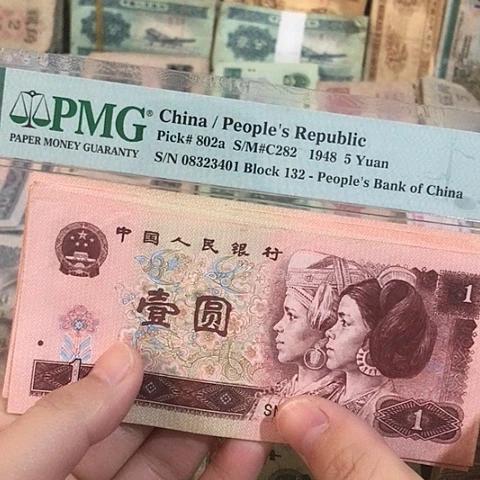 PMG®
PAPER MONEY GUARANTY
China / People's Republic
Pick# 802a S/M#C282 1948 5 Yuan
S/N 08323401 Block 132 - People's Bank of China
中国人民银行
壹圆
1
1
1